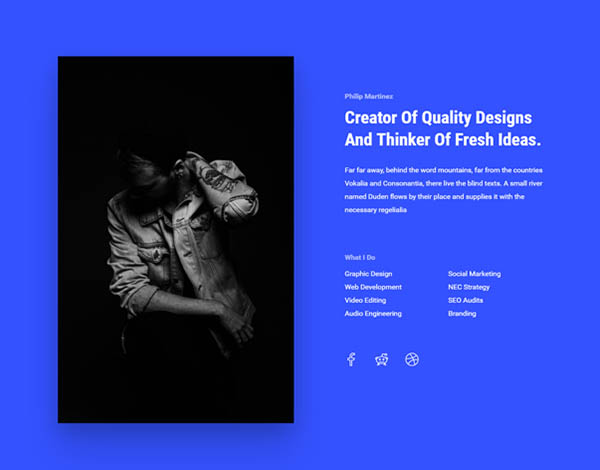 Philip Martinez
Creator Of Quality Designs
And Thinker Of Fresh Ideas.
Far far away, behind the word mountains, far from the countries
Vokalia and Consonantia, there live the blind texts. A small river
named Duden flows by their place and supplies it with the
necessary regelialia
What I Do
Graphic Design
Web Development
Video Editing
Audio Engineering
Social Marketing
NEC Strategy
SEO Audits
Branding